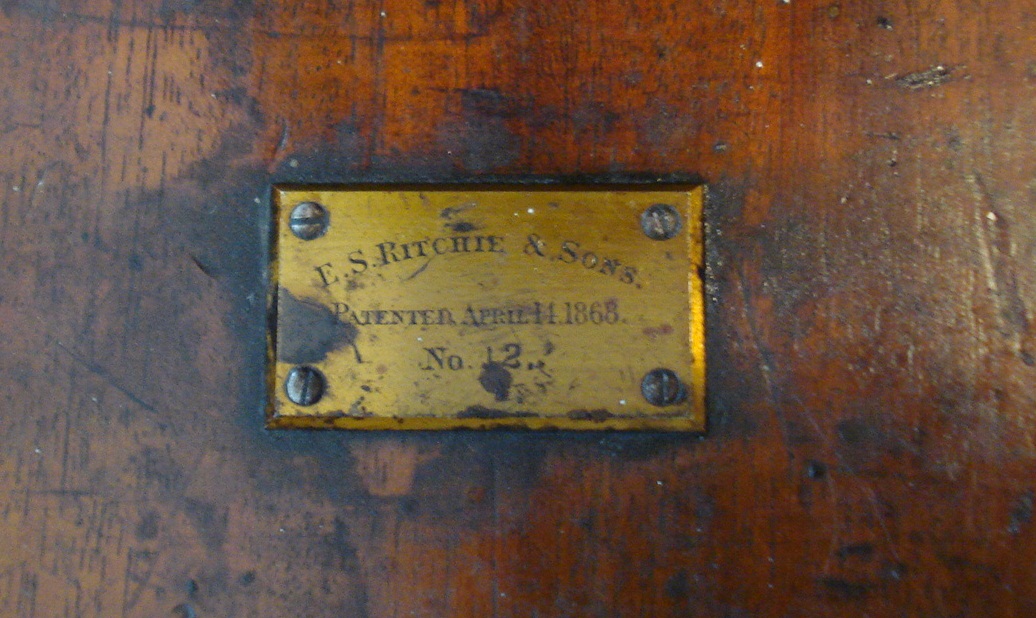 E. S. RITCHIE & SONS.
PATENTED APRIL 14. 1868.
No. 12.